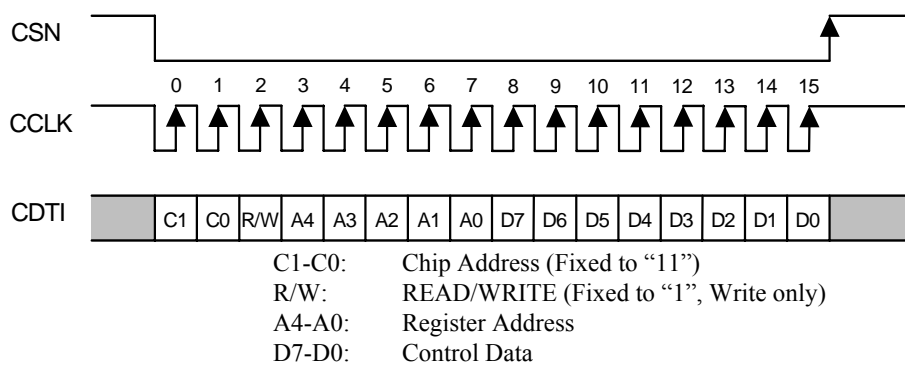 CSN
0 1 2 3 4 5 6 7 8 9 10 11 12 13 14 15
CCLK
CDTI C1 C0 R/W A4 A3 A2 A1 A0 D7 D6 D5 D4 D3 D2 D1 D0
C1-C0: Chip Address (Fixed to “11”)
R/W: READ/WRITE (Fixed to “1”, Write only)
A4-A0: Register Address
D7-D0: Control Data